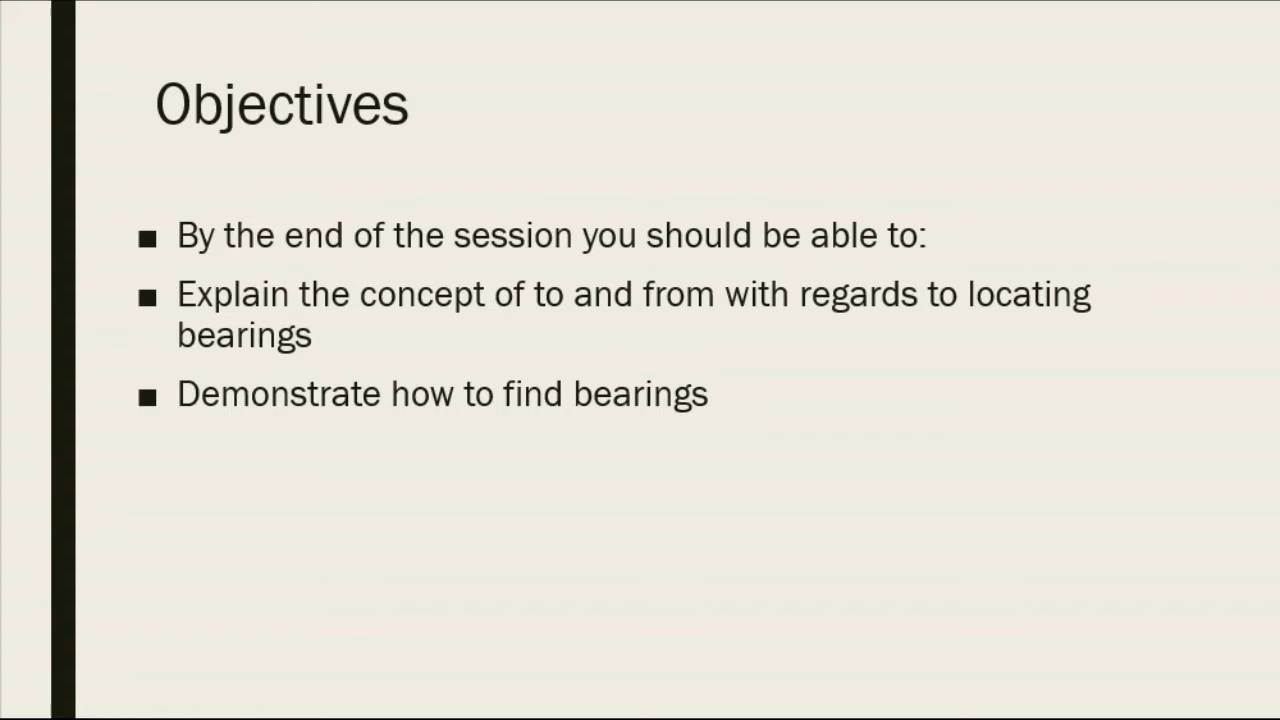 Objectives
■ By the end of the session you should be able to:
■ Explain the concept of to and from with regards to locating
bearings
■ Demonstrate how to find bearings